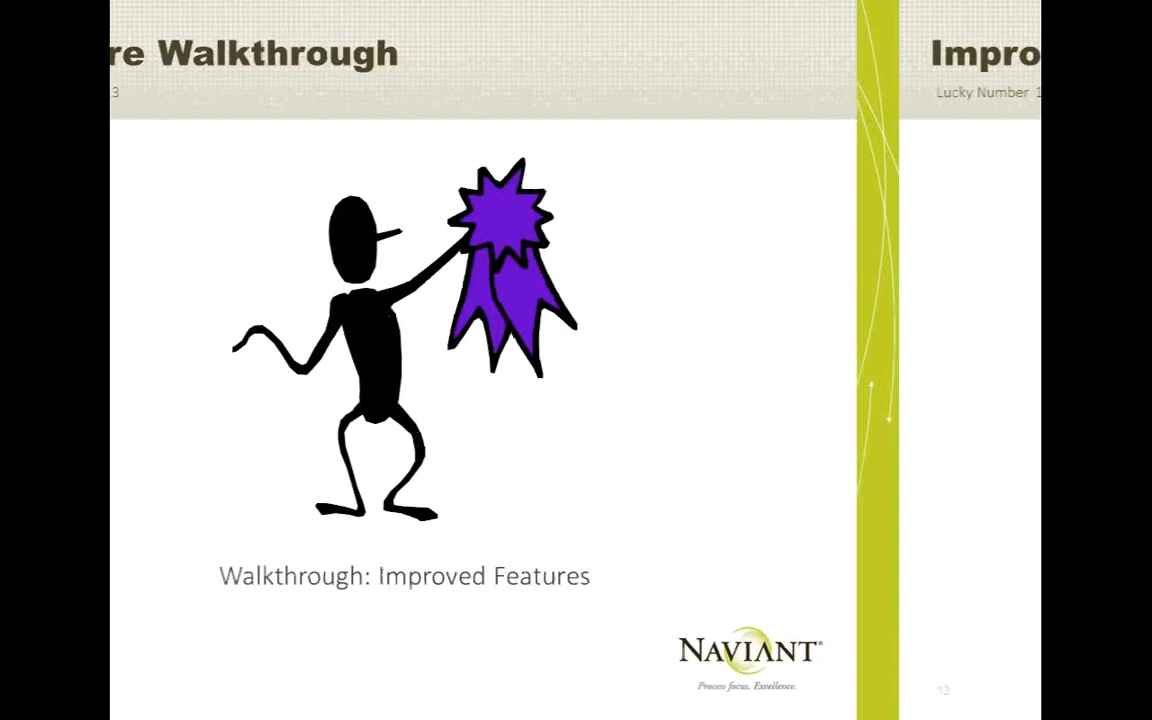 re Walkthrough
3
Walkthrough: Improved Features
NAVIANT®
Process focus. Excellence.
Impro
Lucky Number 1
13